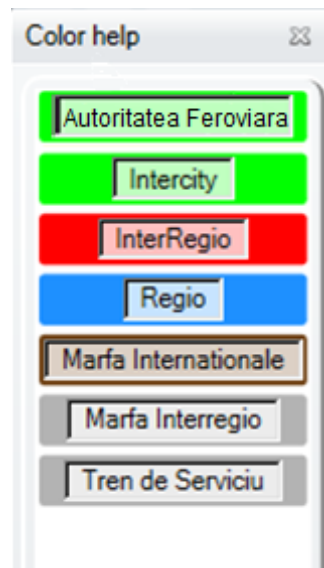 Color help
Autoritatea Feroviara
Intercity
InterRegio
Regio
Marfa Internationale
Marfa Interregio
Tren de Serviciu